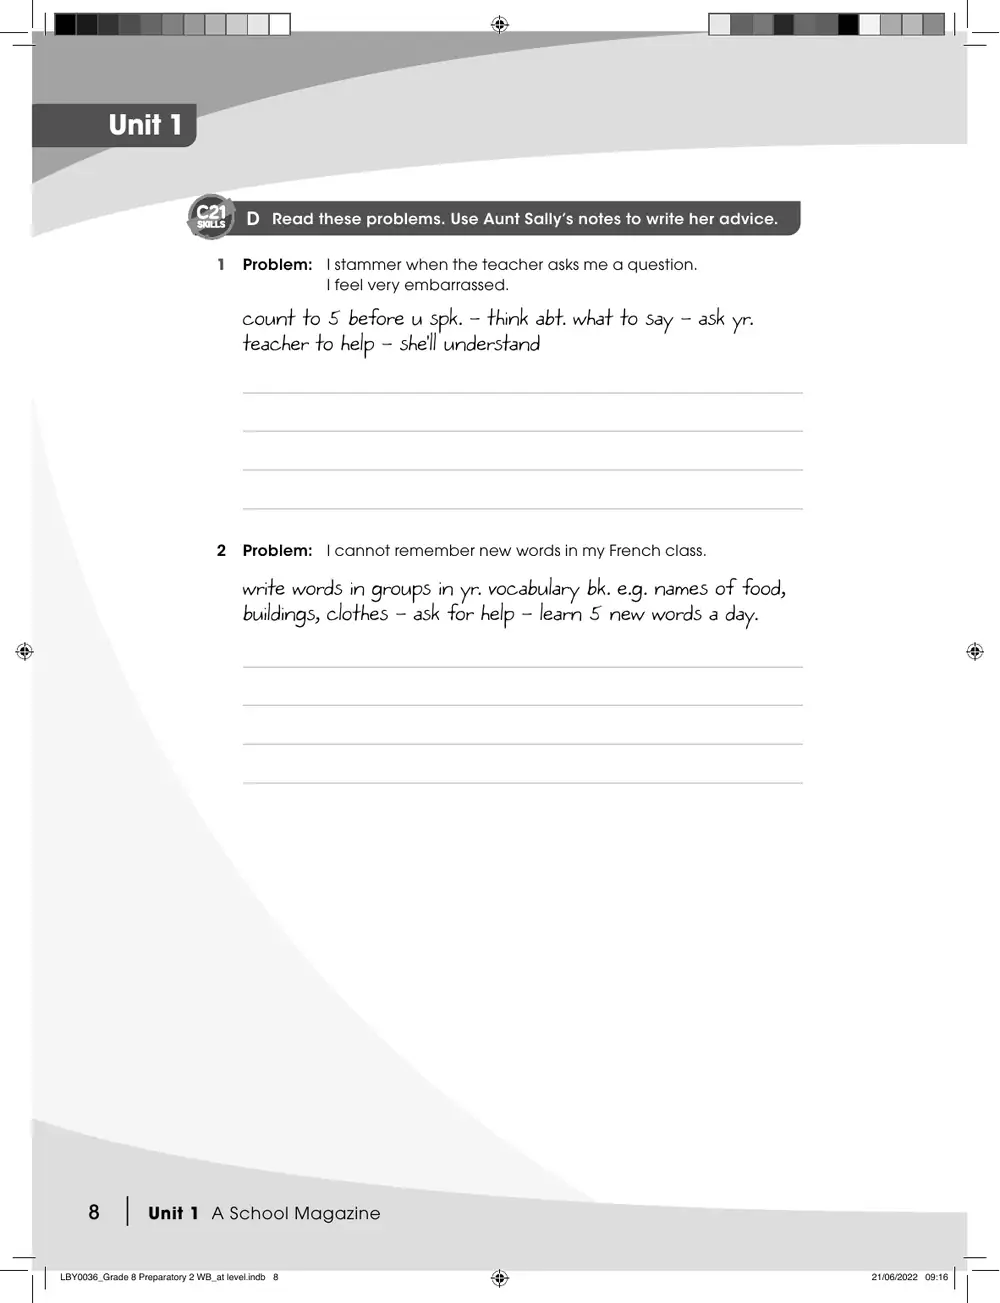 Unit 1
C21
SKILLS
D Read these problems. Use Aunt Sally's notes to write her advice.
1 Problem: I stammer when the teacher asks me a question.
I feel very embarrassed.
count to 5 before u spk. – think abt. what to say – ask yr.
teacher to help – she'll understand
2 Problem: I cannot remember new words in my French class.
write words in groups in yr. vocabulary bk. e.g. names of food,
buildings, clothes – ask for help – learn 5 new words a day.
8 Unit 1 A School Magazine
LBY0036_Grade 8 Preparatory 2 WB_at level.indb 8 21/06/2022 09:16